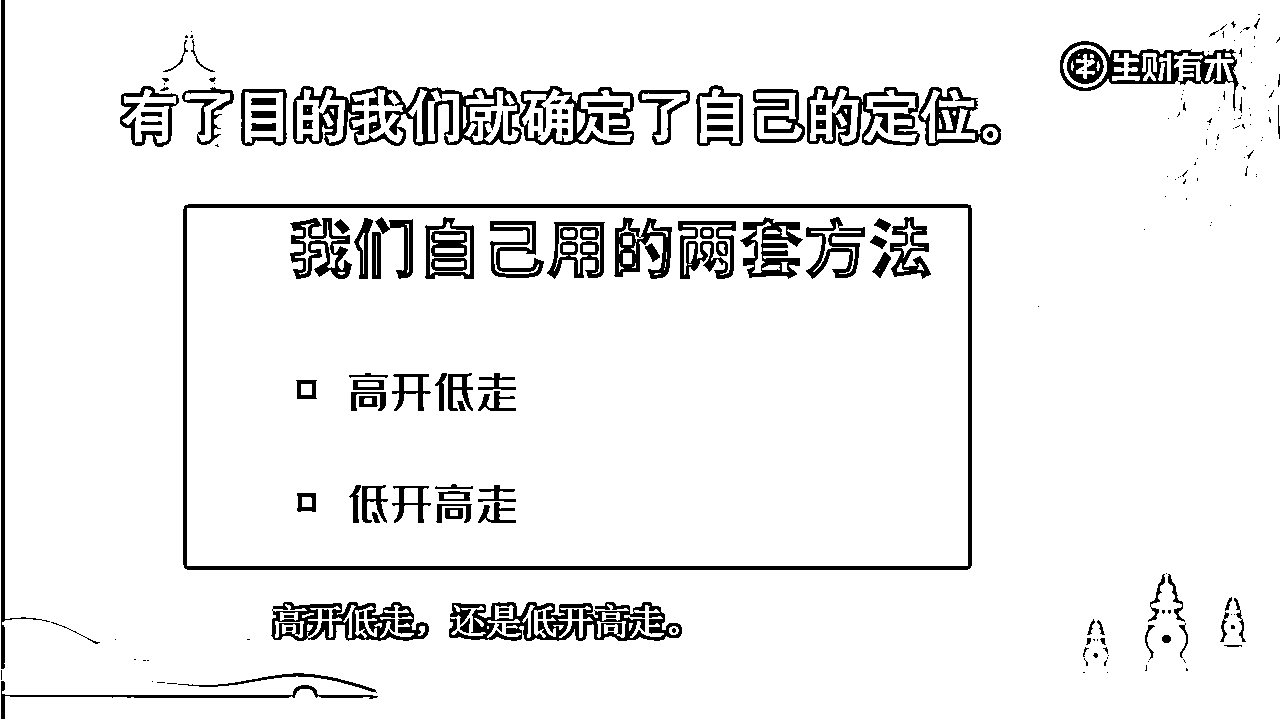 生财有术
有了目的我们就确定了自己的定位。
我们自己用的两套方法
高开低走
低开高走
高开低走，还是低开高走。